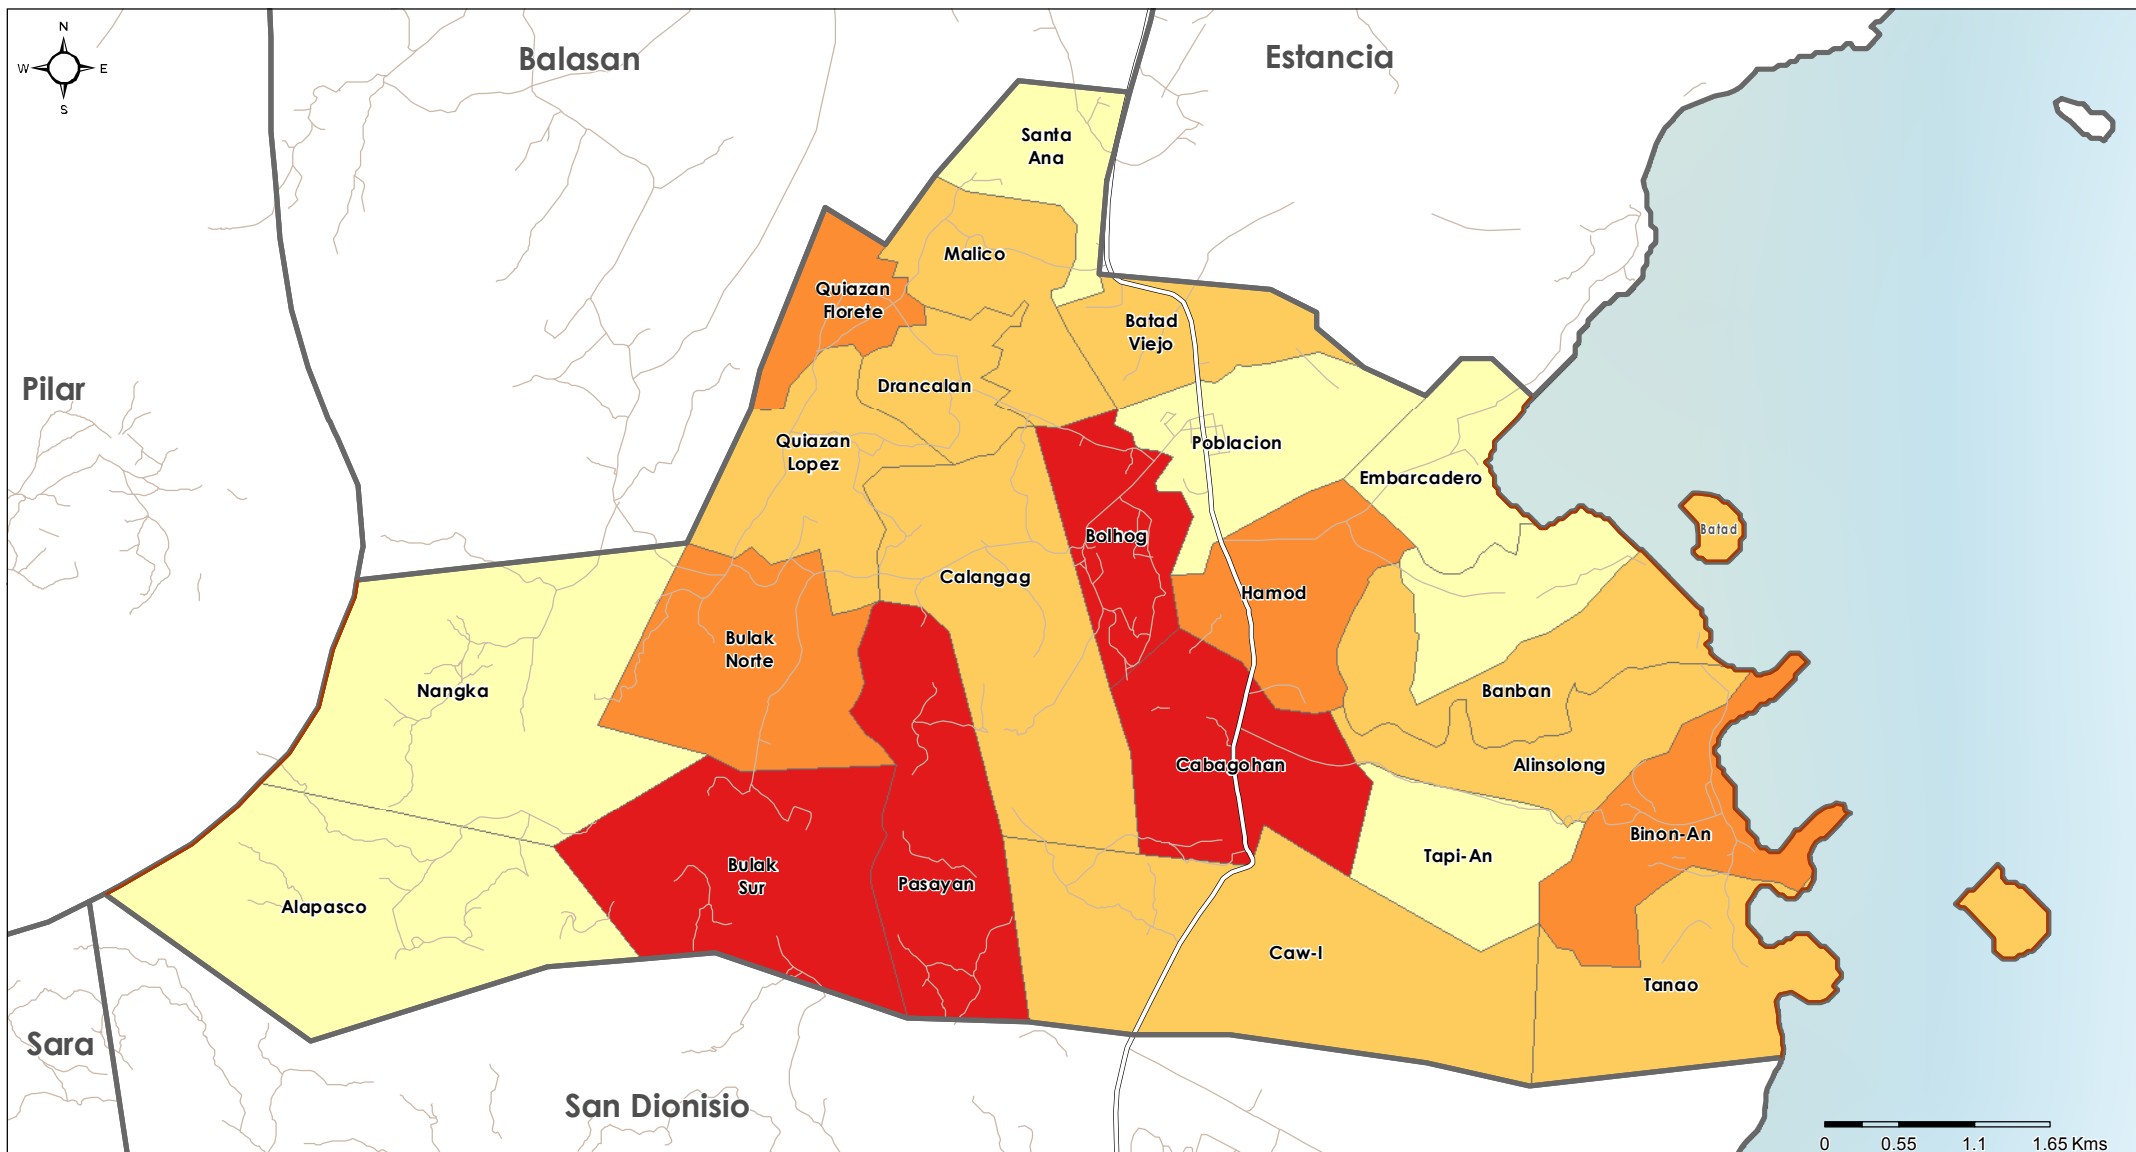 N
W E
S
Balasan
Estancia
Santa
Ana
Malico
Quiazan
Florete
Batad
Viejo
Pilar
Drancalan
Quiazan
Lopez
Poblacion
Embarcadero
Batad
Bolhog
Calangag
Hamod
Bulak
Norte
Nangka
Banban
Cabagohan
Alinsolong
Binon-An
Tapi-An
Bulak
Sur
Pasayan
Alapasco
Caw-I
Tanao
Sara
San Dionisio
0 0.55 1.1 1.65 Kms